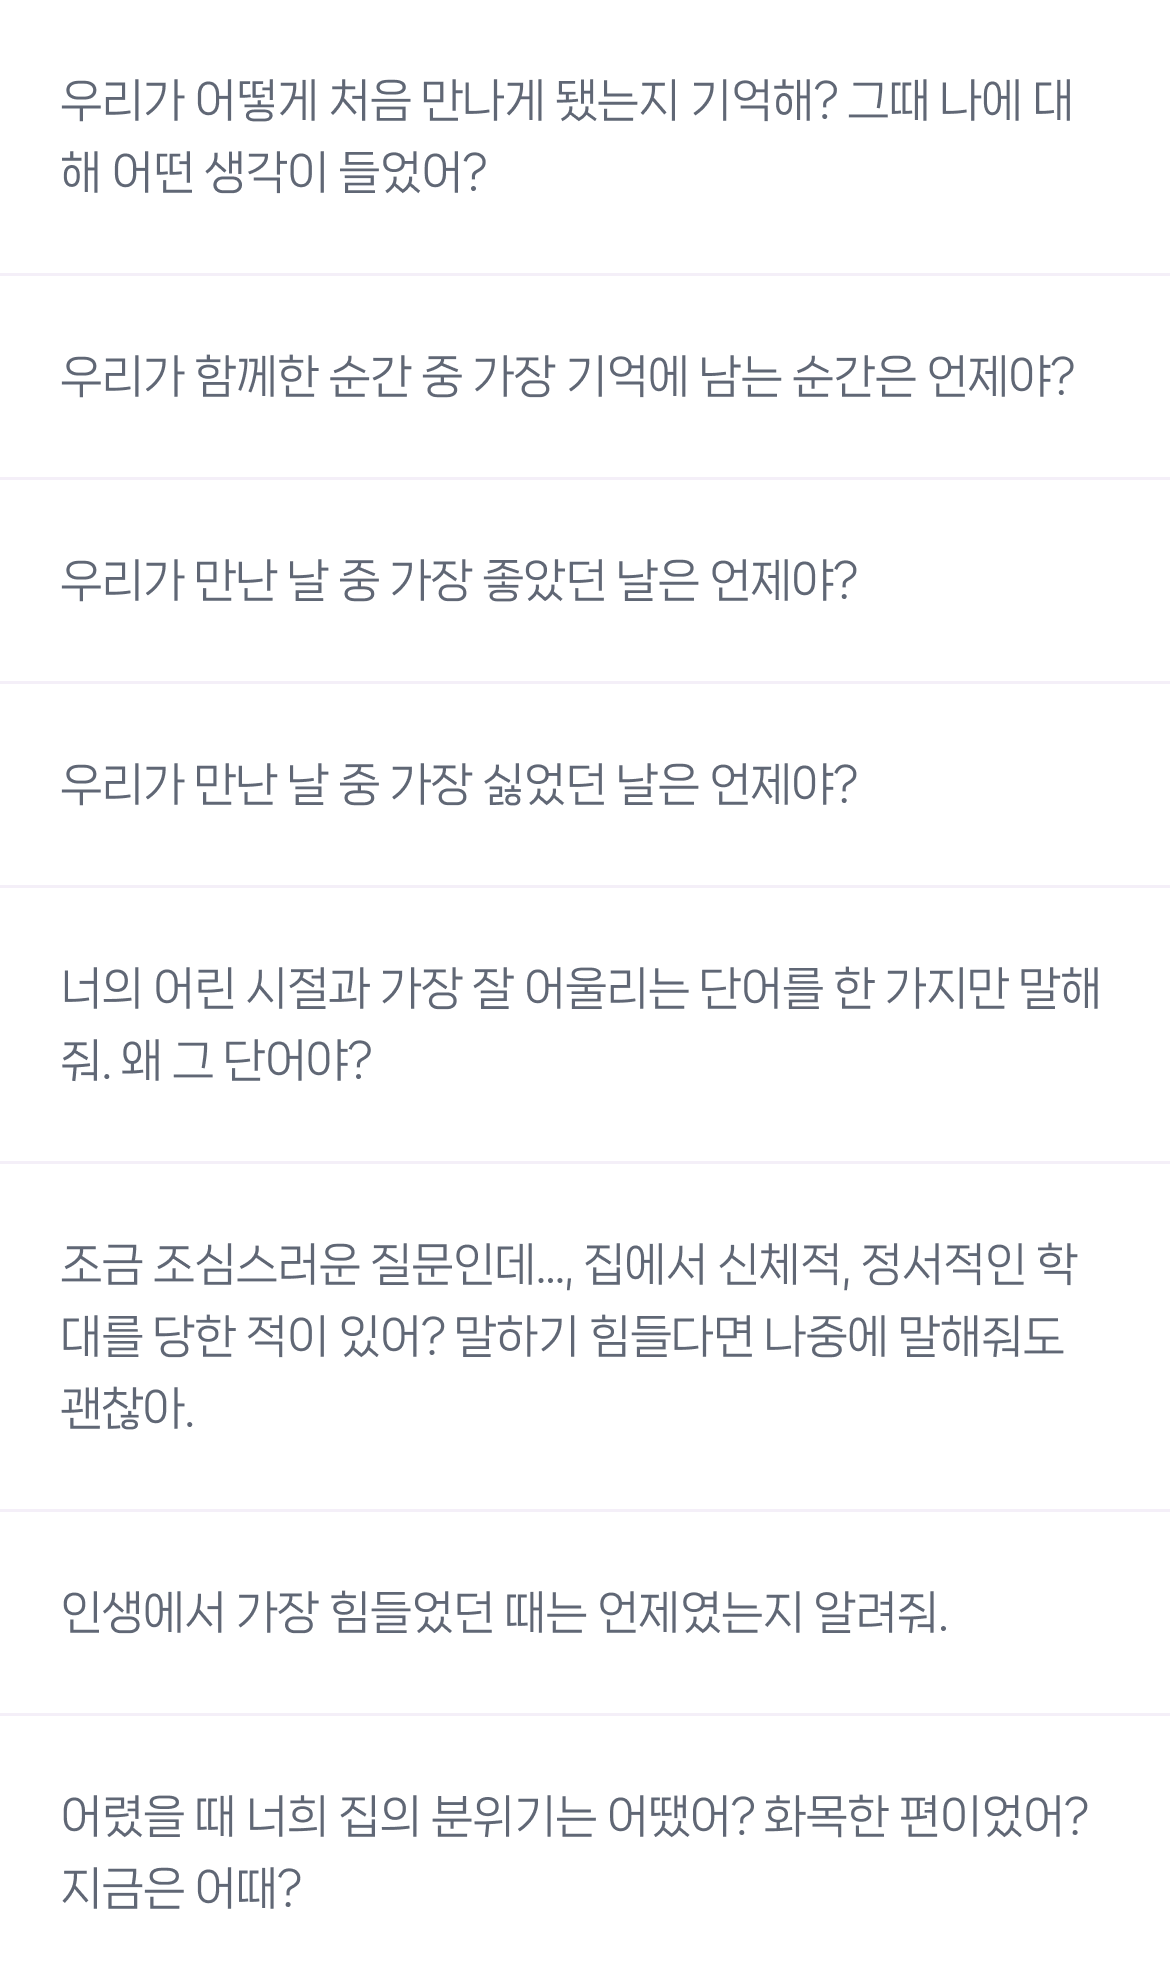 우리가 어떻게 처음 만나게 됐는지 기억해? 그때 나에 대
해 어떤 생각이 들었어?
우리가 함께한 순간 중 가장 기억에 남는 순간은 언제야?
우리가 만난 날 중 가장 좋았던 날은 언제야?
우리가 만난 날 중 가장 싫었던 날은 언제야?
너의 어린 시절과 가장 잘 어울리는 단어를 한 가지만 말해
줘. 왜 그 단어야?
조금 조심스러운 질문인데..., 집에서 신체적, 정서적인 학
대를 당한 적이 있어? 말하기 힘들다면 나중에 말해줘도
괜찮아.
인생에서 가장 힘들었던 때는 언제였는지 알려줘.
어렸을 때 너희 집의 분위기는 어땠어? 화목한 편이었어?
지금은 어때?